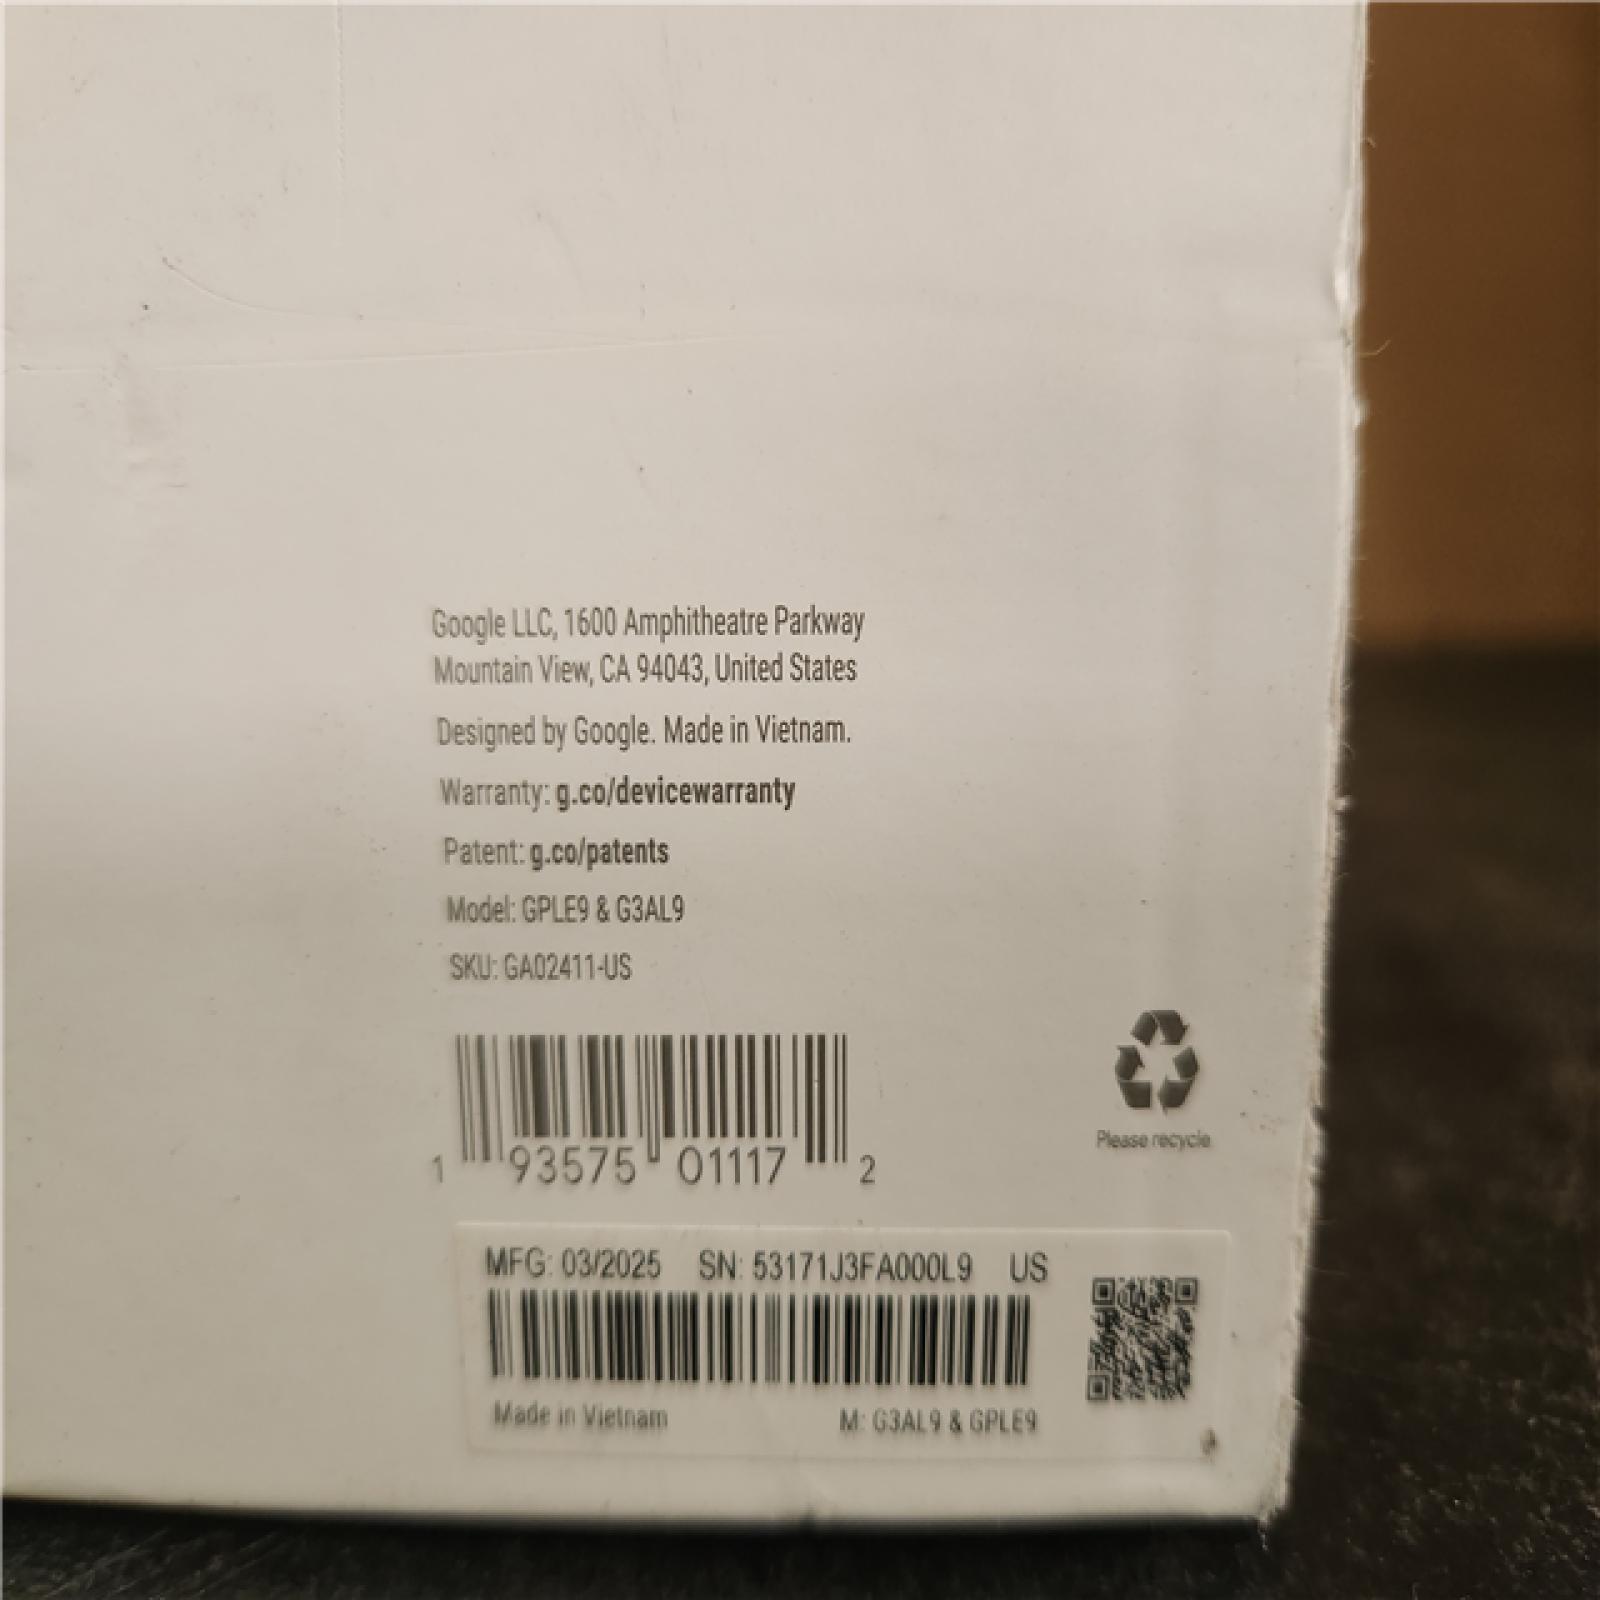 Google LLC, 1600 Amphitheatre Parkway
Mountain View, CA 94043, United States
Designed by Google. Made in Vietnam.
Warranty: g.co/devicewarranty
Patent: g.co/patents
Model: GPLE9 & G3AL9
SKU: GA02411-US
1 93575 01117 2
Please recycle
MFG: 03/2025 SN: 53171J3FA000L9 US
Made in Vietnam M: G3AL9 & GPLE9